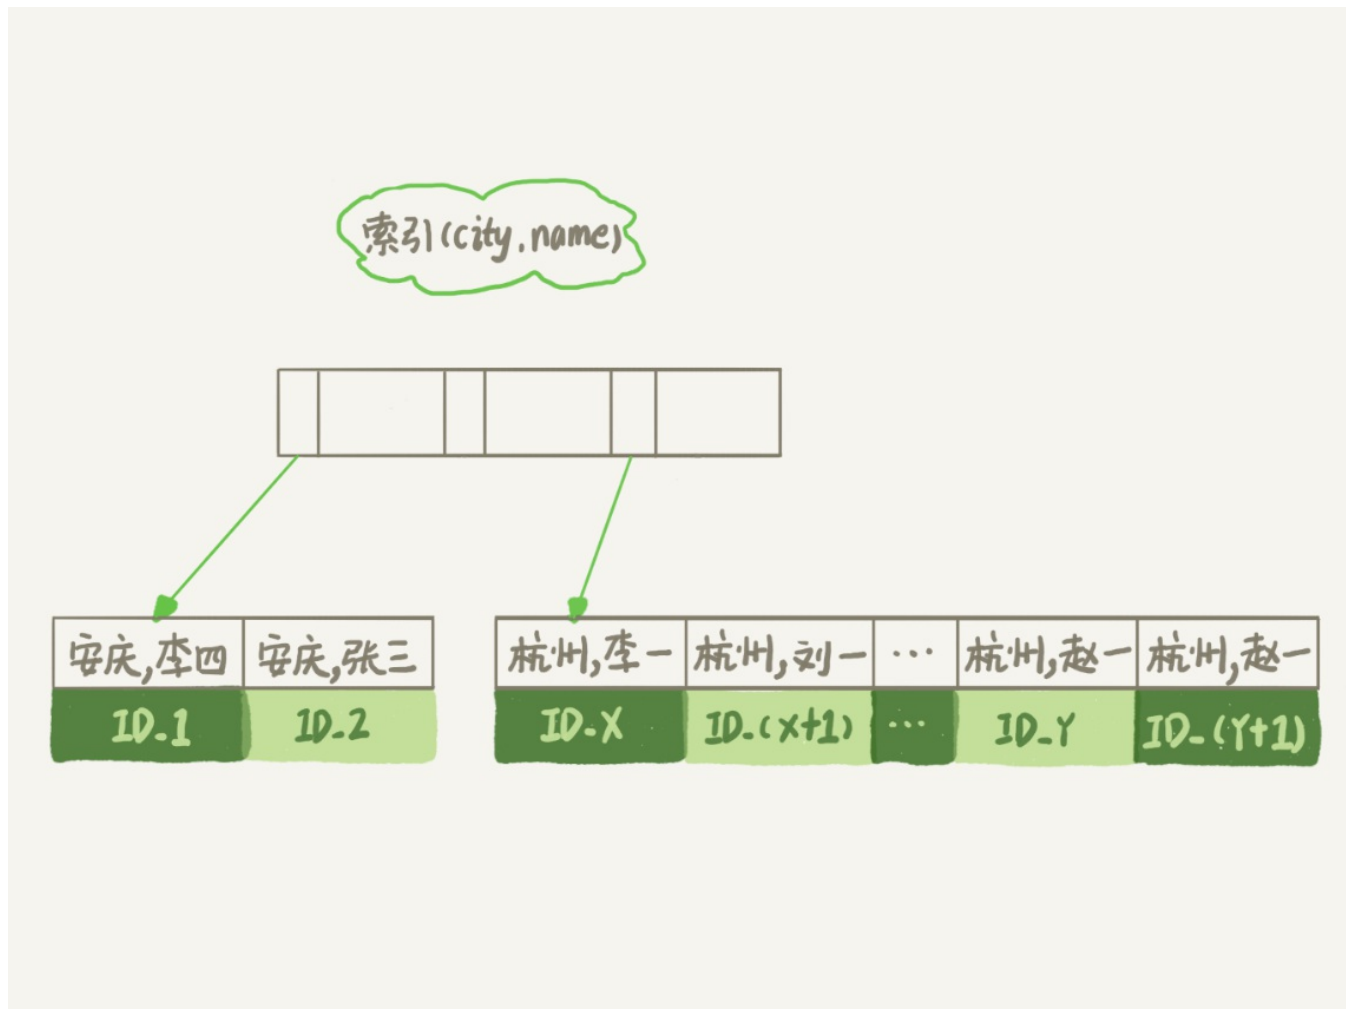 索引(city,name)
安庆,李四 安庆,张三 杭州,李一 杭州,刘一 ... 杭州,赵一 杭州,赵一
ID_1 ID_2 ID_X ID_(X+1) ... ID_Y ID_(Y+1)